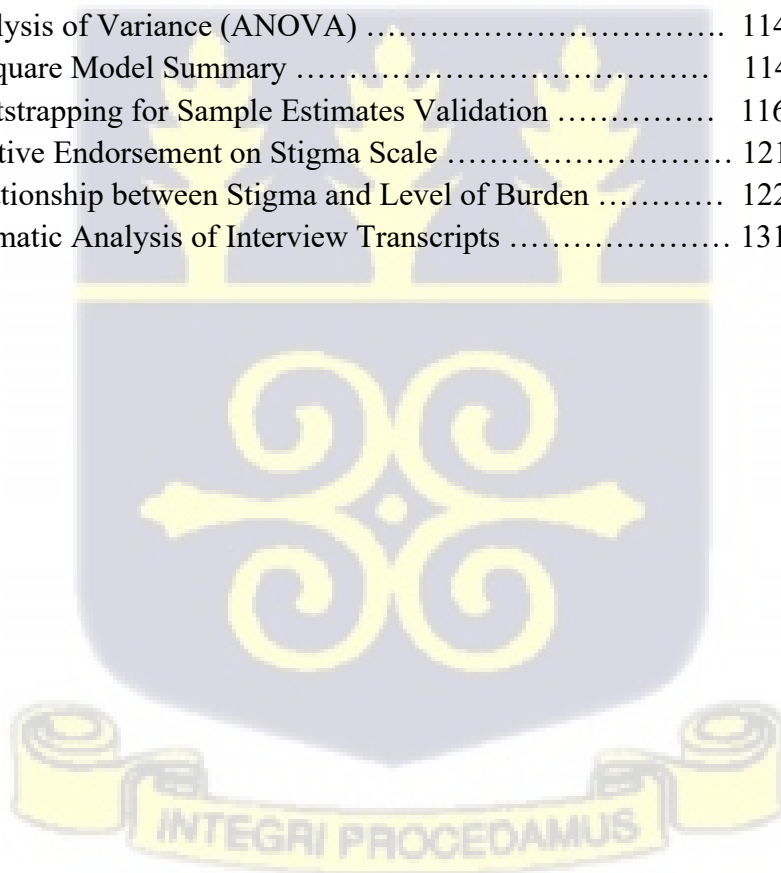 lysis of Variance (ANOVA) …………………………… 114
quare Model Summary ………………………………… 114
tstrapping for Sample Estimates Validation …………… 116
tive Endorsement on Stigma Scale ……………………… 121
tionship between Stigma and Level of Burden ………… 122
matic Analysis of Interview Transcripts ………………… 131
INTEGRI PROCEDAMUS